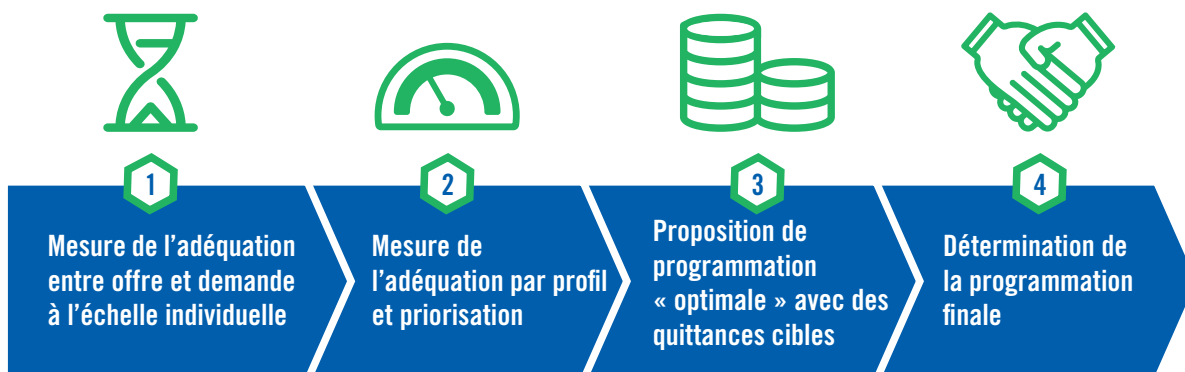 1
Mesure de l’adéquation
entre offre et demande
à l’échelle individuelle
2
Mesure de
l’adéquation par profil
et priorisation
3
Proposition de
programmation
« optimale » avec des
quittances cibles
4
Détermination de
la programmation
finale